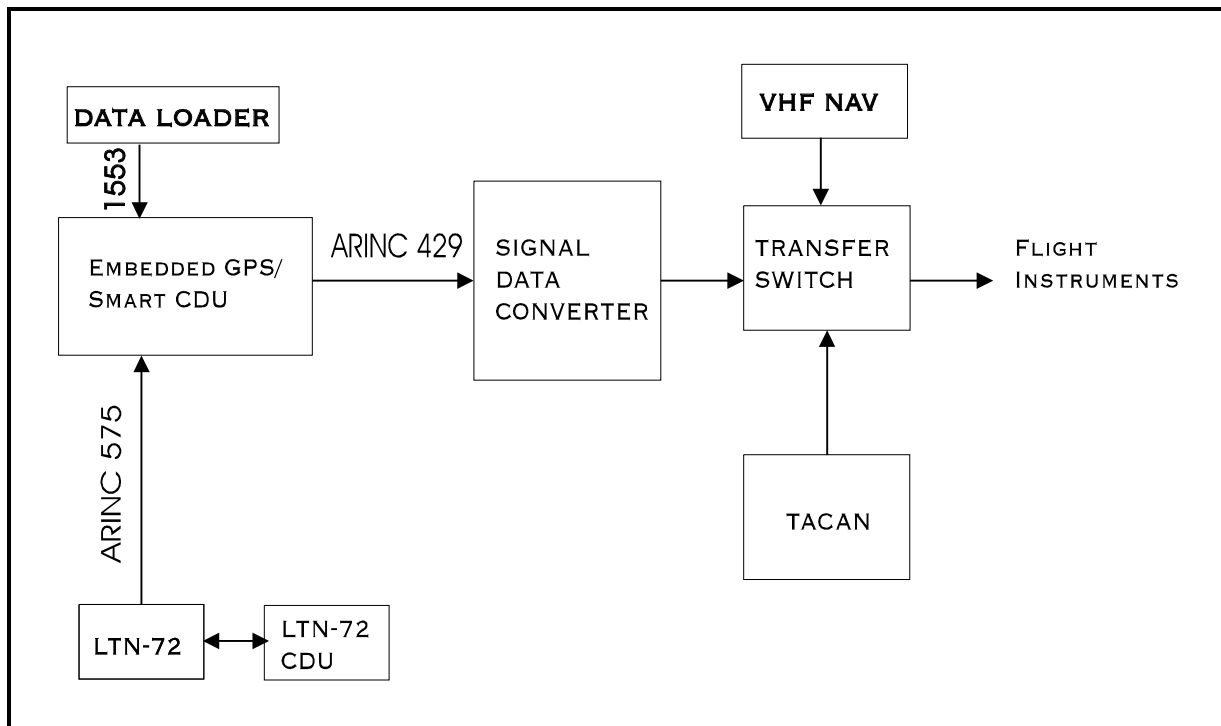 DATA LOADER
1553
EMBEDDED GPS/
SMART CDU
ARINC 429
SIGNAL
DATA
CONVERTER
VHF NAV
TRANSFER
SWITCH
FLIGHT
INSTRUMENTS
TACAN
ARINC 575
LTN-72
LTN-72
CDU